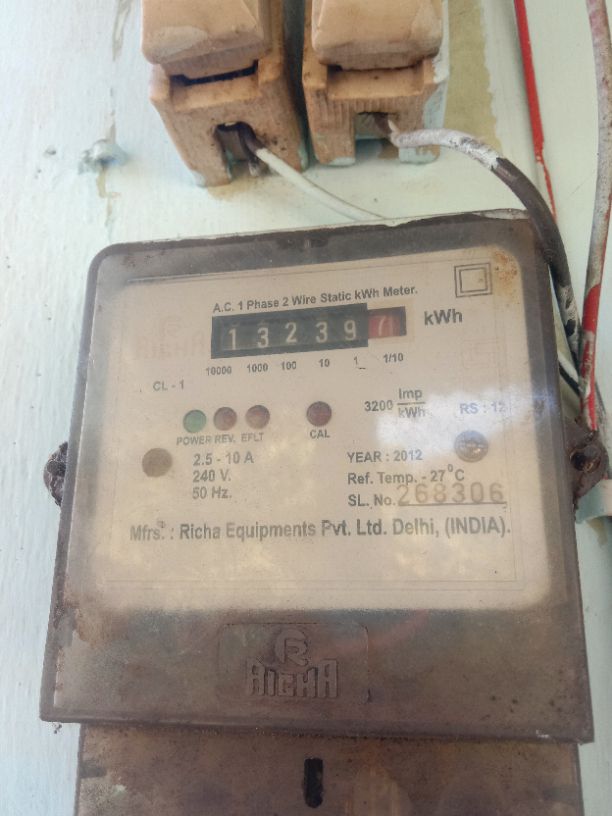 A.C. 1 Phase 2 Wire Static kWh Meter.
132397 kWh
10000 1000 100 10 1 1/10
CL - 1
3200 Imp/kWh
RS : 12
POWER REV. EFLT CAL
2.5 - 10 A
240 V.
50 Hz.
YEAR : 2012
Ref. Temp. - 27°C
SL. No. 268306
Mfrs. : Richa Equipments Pvt. Ltd. Delhi, (INDIA).
R
RICHA